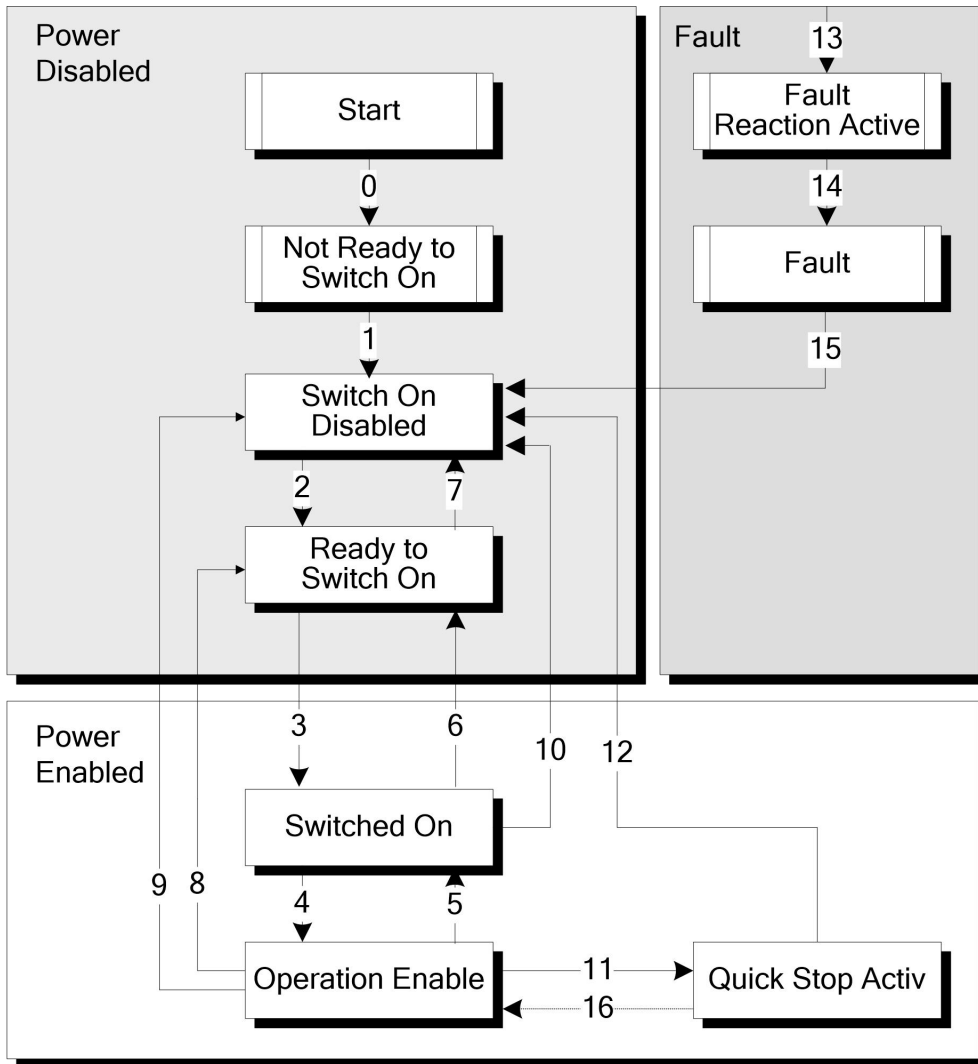 Power
Disabled
Start
0
Not Ready to
Switch On
1
Switch On
Disabled
2
7
Ready to
Switch On
Fault
13
Fault
Reaction Active
14
Fault
15
3
6
10
12
Power
Enabled
Switched On
9
8
4
5
Operation Enable
11
16
Quick Stop Activ